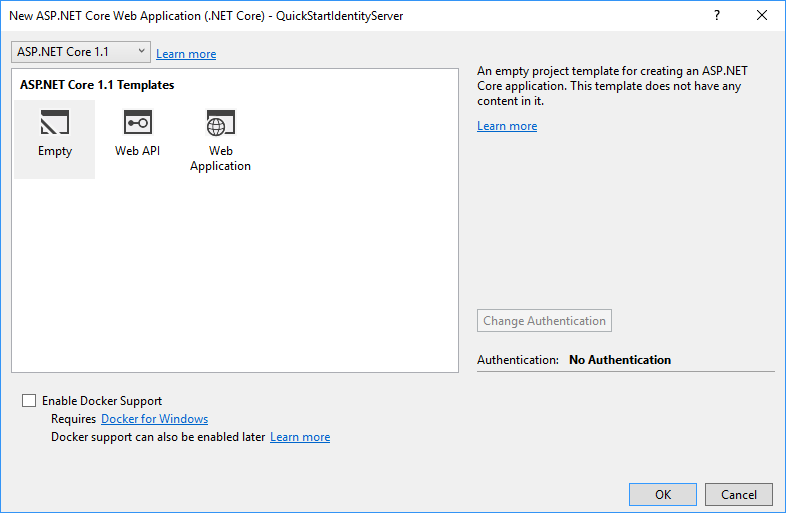 New ASP.NET Core Web Application (.NET Core) - QuickStartIdentityServer
?
ASP.NET Core 1.1
Learn more
ASP.NET Core 1.1 Templates
Empty
Web API
Web
Application
An empty project template for creating an ASP.NET
Core application. This template does not have any
content in it.
Learn more
Change Authentication
Authentication: No Authentication
Enable Docker Support
Requires Docker for Windows
Docker support can also be enabled later Learn more
OK
Cancel